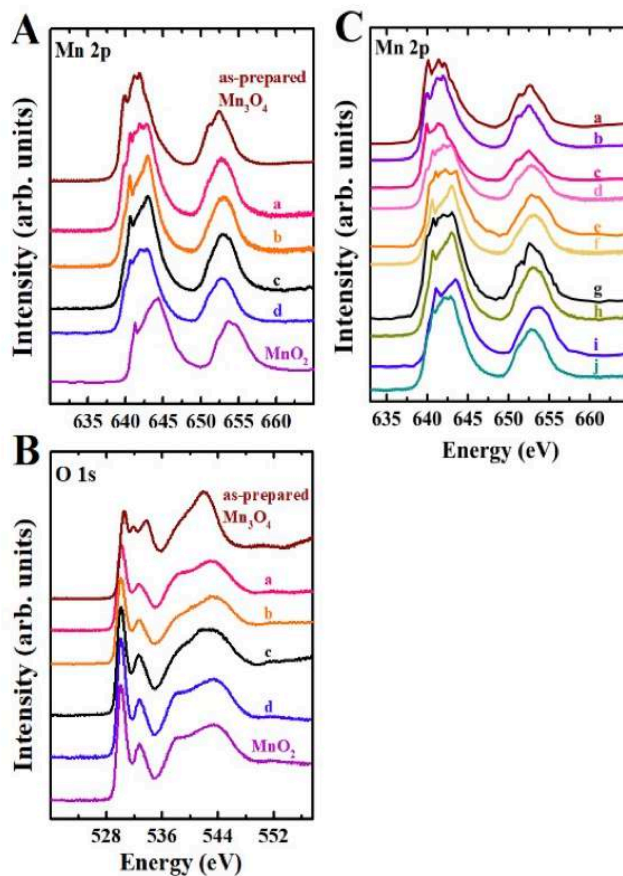 A
Mn 2p
as-prepared
Mn₃O₄
a
b
c
d
MnO₂
Intensity (arb. units)
635 640 645 650 655 660
B
O 1s
as-prepared
Mn₃O₄
a
b
c
d
MnO₂
Intensity (arb. units)
528 536 544 552
Energy (eV)
C
Mn 2p
a
b
c
d
e
f
g
h
i
j
Intensity (arb. units)
635 640 645 650 655 660
Energy (eV)